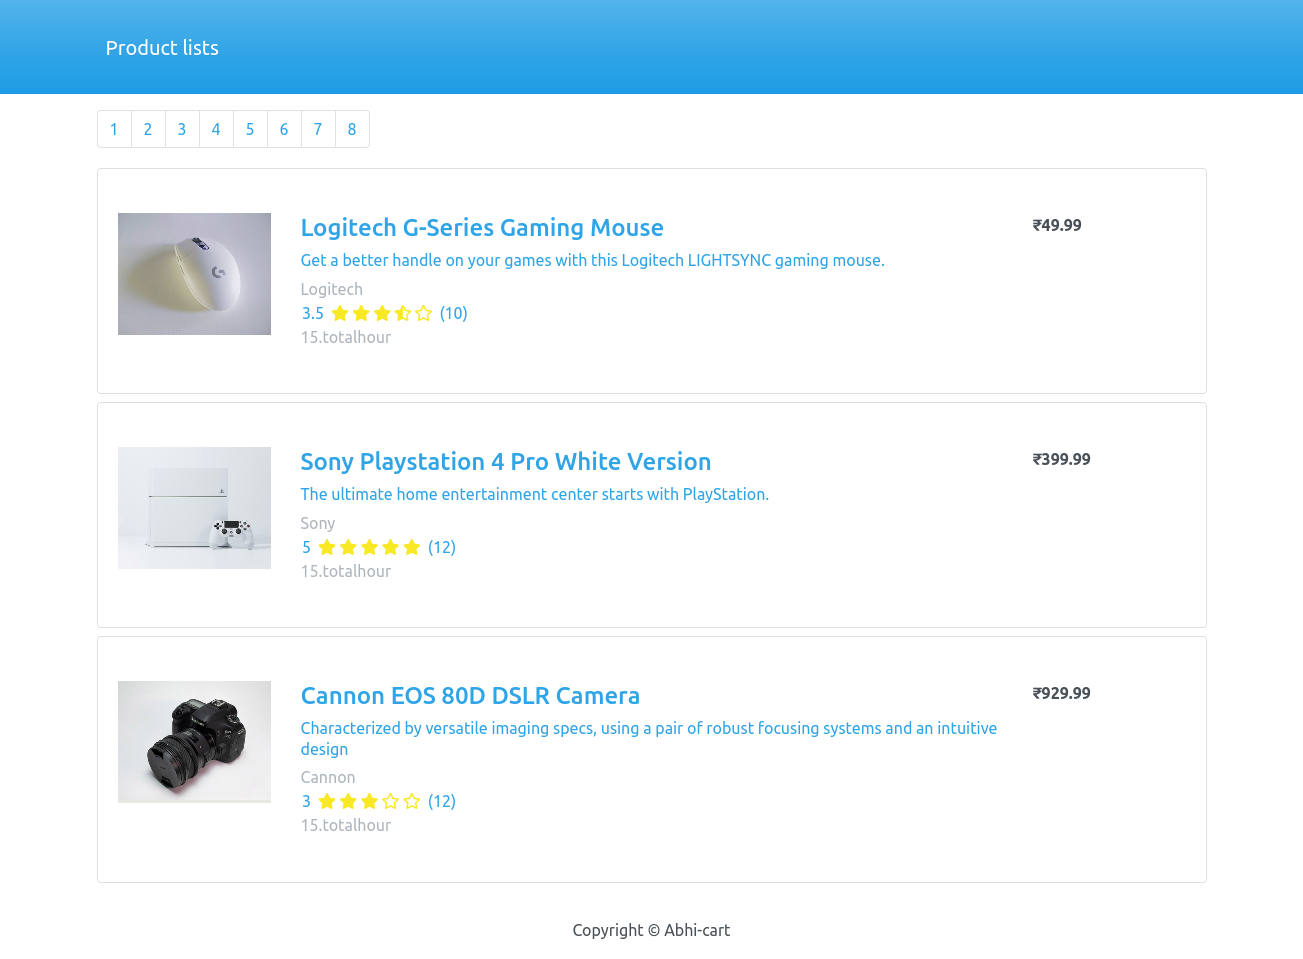 Product lists
1 2 3 4 5 6 7 8
Logitech G-Series Gaming Mouse
₹49.99
Get a better handle on your games with this Logitech LIGHTSYNC gaming mouse.
Logitech
3.5 (10)
15.totalhour
Sony Playstation 4 Pro White Version
₹399.99
The ultimate home entertainment center starts with PlayStation.
Sony
5 (12)
15.totalhour
Cannon EOS 80D DSLR Camera
₹929.99
Characterized by versatile imaging specs, using a pair of robust focusing systems and an intuitive
design
Cannon
3 (12)
15.totalhour
Copyright © Abhi-cart